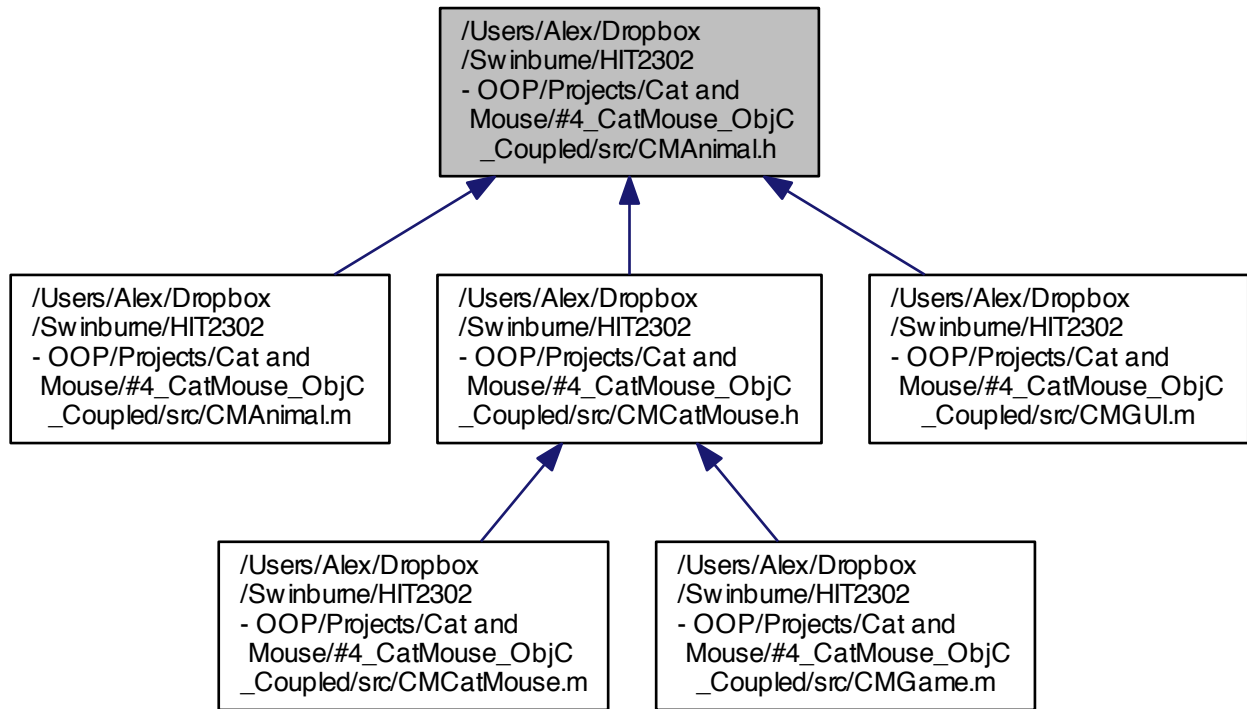 /Users/Alex/Dropbox
/Swinburne/HIT2302
- OOP/Projects/Cat and
Mouse/#4_CatMouse_ObjC
_Coupled/src/CMAnimal.h
/Users/Alex/Dropbox
/Swinburne/HIT2302
- OOP/Projects/Cat and
Mouse/#4_CatMouse_ObjC
_Coupled/src/CMAnimal.m
/Users/Alex/Dropbox
/Swinburne/HIT2302
- OOP/Projects/Cat and
Mouse/#4_CatMouse_ObjC
_Coupled/src/CMCatMouse.h
/Users/Alex/Dropbox
/Swinburne/HIT2302
- OOP/Projects/Cat and
Mouse/#4_CatMouse_ObjC
_Coupled/src/CMGUI.m
/Users/Alex/Dropbox
/Swinburne/HIT2302
- OOP/Projects/Cat and
Mouse/#4_CatMouse_ObjC
_Coupled/src/CMCatMouse.m
/Users/Alex/Dropbox
/Swinburne/HIT2302
- OOP/Projects/Cat and
Mouse/#4_CatMouse_ObjC
_Coupled/src/CMGame.m